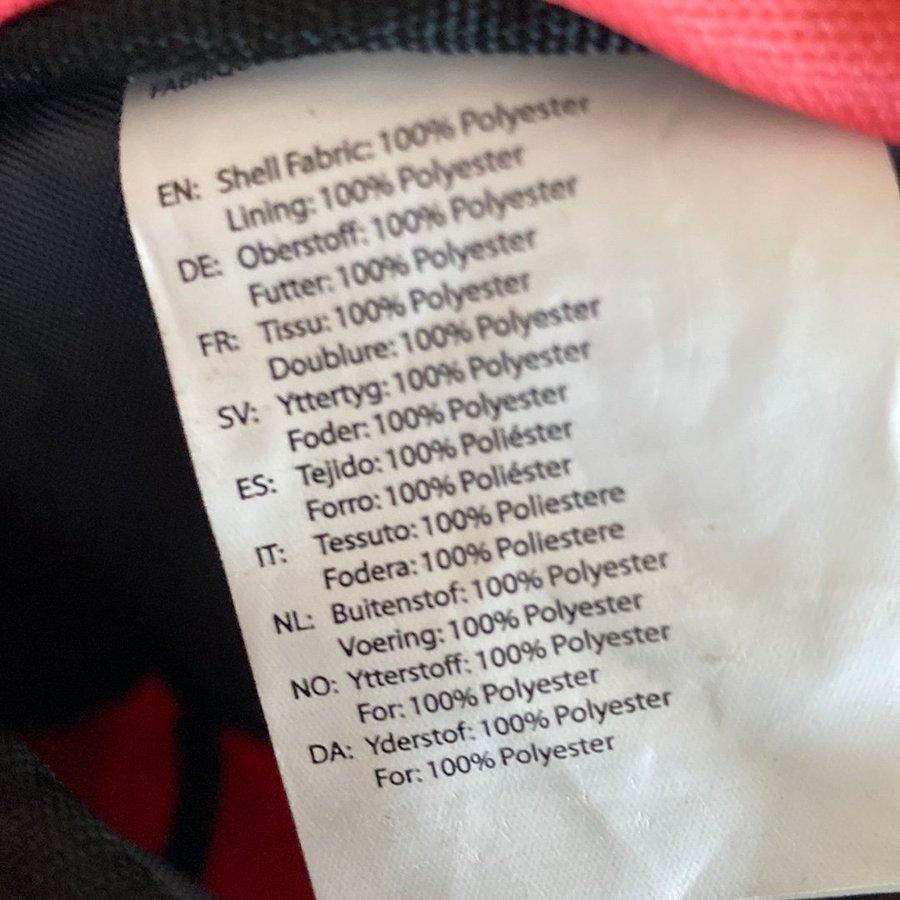 EN: Shell Fabric: 100% Polyester
Lining: 100% Polyester
DE: Oberstoff: 100% Polyester
Futter: 100% Polyester
FR: Tissu: 100% Polyester
Doublure: 100% Polyester
SV: Yttertyg: 100% Polyester
Foder: 100% Polyester
ES: Tejido: 100% Poliéster
Forro: 100% Poliéster
IT: Tessuto: 100% Poliestere
Fodera: 100% Poliestere
NL: Buitenstof: 100% Polyester
Voering: 100% Polyester
NO: Ytterstoff: 100% Polyester
For: 100% Polyester
DA: Yderstof: 100% Polyester
For: 100% Polyester